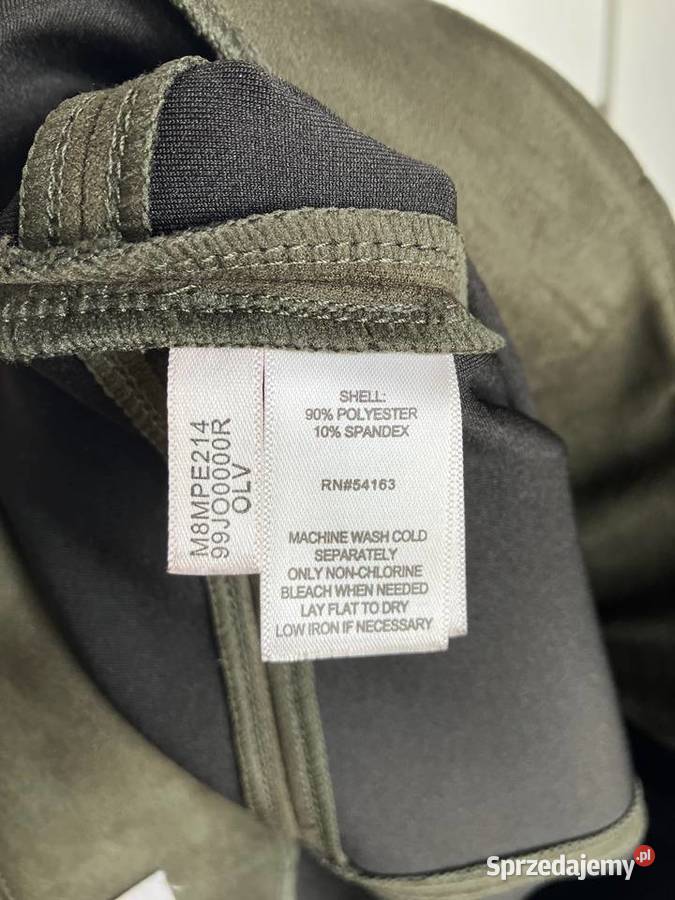 M8MPE214
99JO0000R
OLV
SHELL:
90% POLYESTER
10% SPANDEX
RN#54163
MACHINE WASH COLD
SEPARATELY
ONLY NON-CHLORINE
BLEACH WHEN NEEDED
LAY FLAT TO DRY
LOW IRON IF NECESSARY
Sprzedajemy.pl